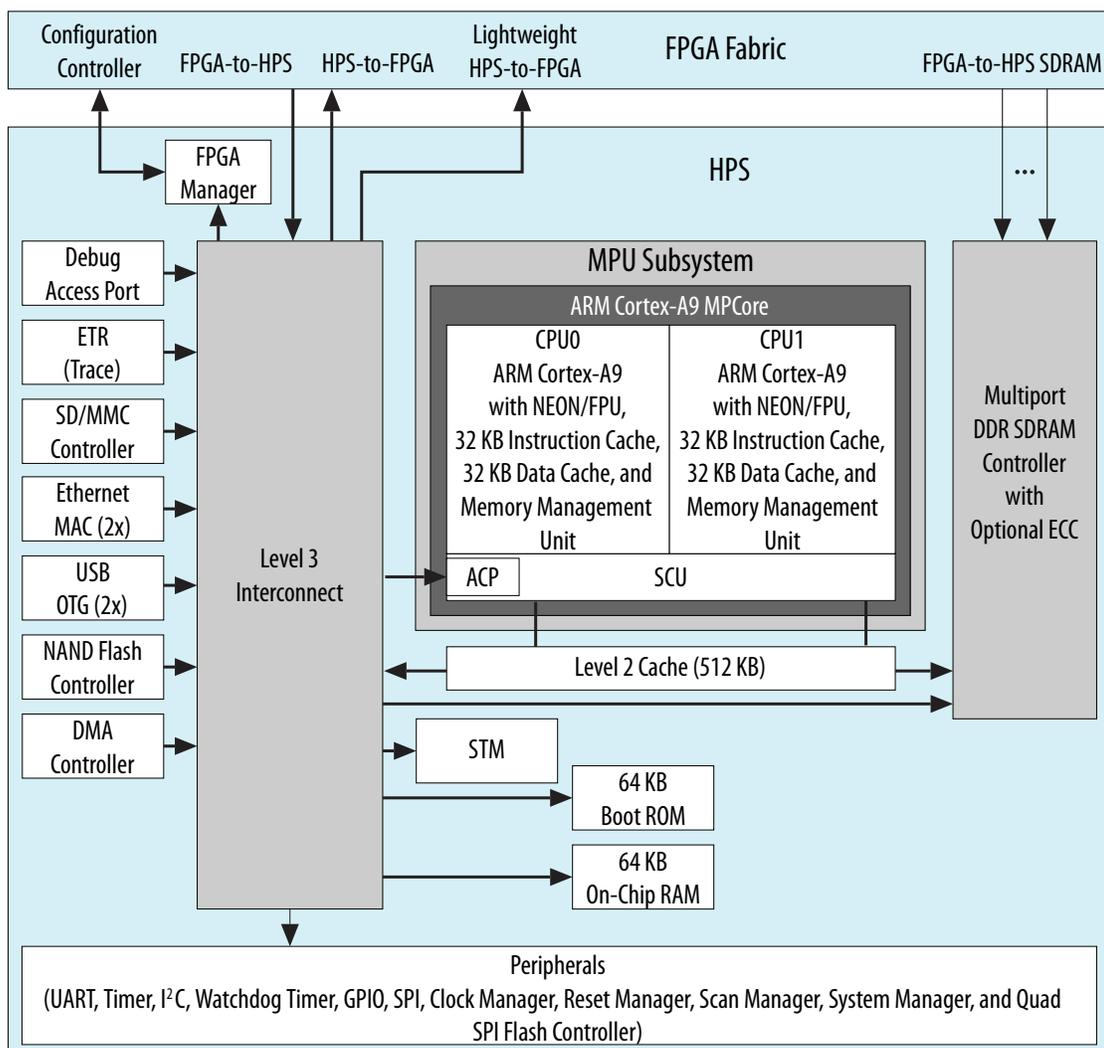 Configuration
Controller
FPGA-to-HPS
HPS-to-FPGA
Lightweight
HPS-to-FPGA
FPGA Fabric
FPGA-to-HPS SDRAM
HPS
FPGA
Manager
...
Debug
Access Port
ETR
(Trace)
SD/MMC
Controller
Ethernet
MAC (2x)
USB
OTG (2x)
NAND Flash
Controller
DMA
Controller
Level 3
Interconnect
MPU Subsystem
ARM Cortex-A9 MPCore
CPU0
ARM Cortex-A9
with NEON/FPU,
32 KB Instruction Cache,
32 KB Data Cache, and
Memory Management
Unit
CPU1
ARM Cortex-A9
with NEON/FPU,
32 KB Instruction Cache,
32 KB Data Cache, and
Memory Management
Unit
ACP
SCU
Level 2 Cache (512 KB)
Multiport
DDR SDRAM
Controller
with
Optional ECC
STM
64 KB
Boot ROM
64 KB
On-Chip RAM
Peripherals
(UART, Timer, I²C, Watchdog Timer, GPIO, SPI, Clock Manager, Reset Manager, Scan Manager, System Manager, and Quad
SPI Flash Controller)